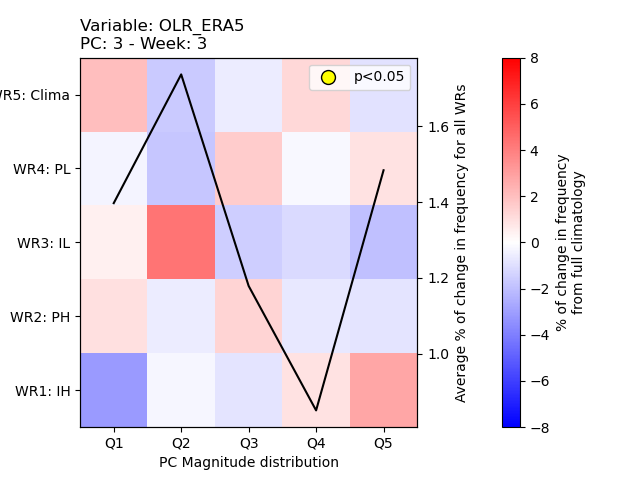 Variable: OLR_ERA5
PC: 3 - Week: 3
p<0.05
WR5: Clima
WR4: PL
WR3: IL
WR2: PH
WR1: IH
Q1 Q2 Q3 Q4 Q5
PC Magnitude distribution
1.6
1.4
1.2
1.0
Average % of change in frequency for all WRs
8
6
4
2
0
−2
−4
−6
−8
% of change in frequency
from full climatology